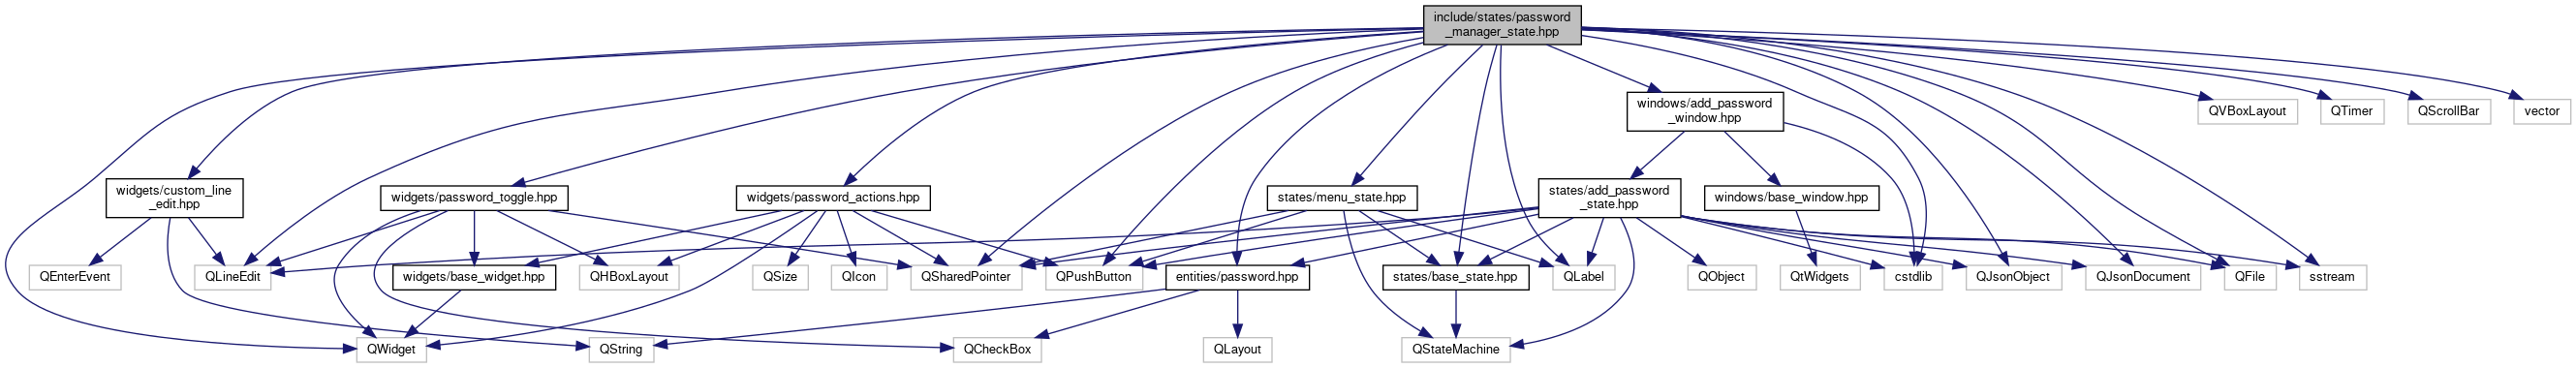 include/states/password
_manager_state.hpp
windows/add_password
_window.hpp
QVBoxLayout
QTimer
QScrollBar
vector
widgets/custom_line
_edit.hpp
widgets/password_toggle.hpp
widgets/password_actions.hpp
states/menu_state.hpp
states/add_password
_state.hpp
windows/base_window.hpp
QEnterEvent
QLineEdit
widgets/base_widget.hpp
QHBoxLayout
QSize
QIcon
QSharedPointer
QPushButton
entities/password.hpp
states/base_state.hpp
QLabel
QObject
QtWidgets
cstdlib
QJsonObject
QJsonDocument
QFile
sstream
QWidget
QString
QCheckBox
QLayout
QStateMachine